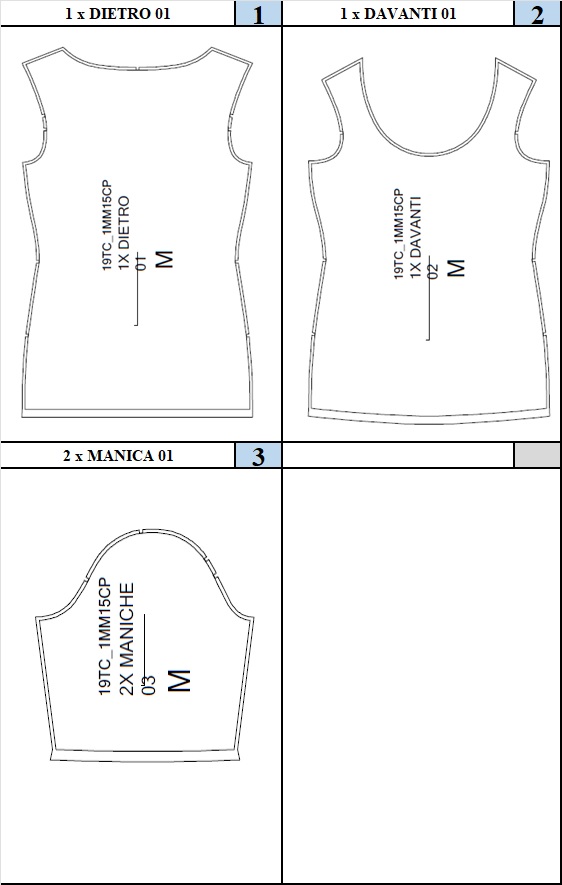 1 x DIETRO 01
1
1 x DAVANTI 01
2
19TC_1MM15CP
1X DIETRO
01
M
19TC_1MM15CP
1X DAVANTI
02
M
2 x MANICA 01
3
19TC_1MM15CP
2X MANICHE
03
M